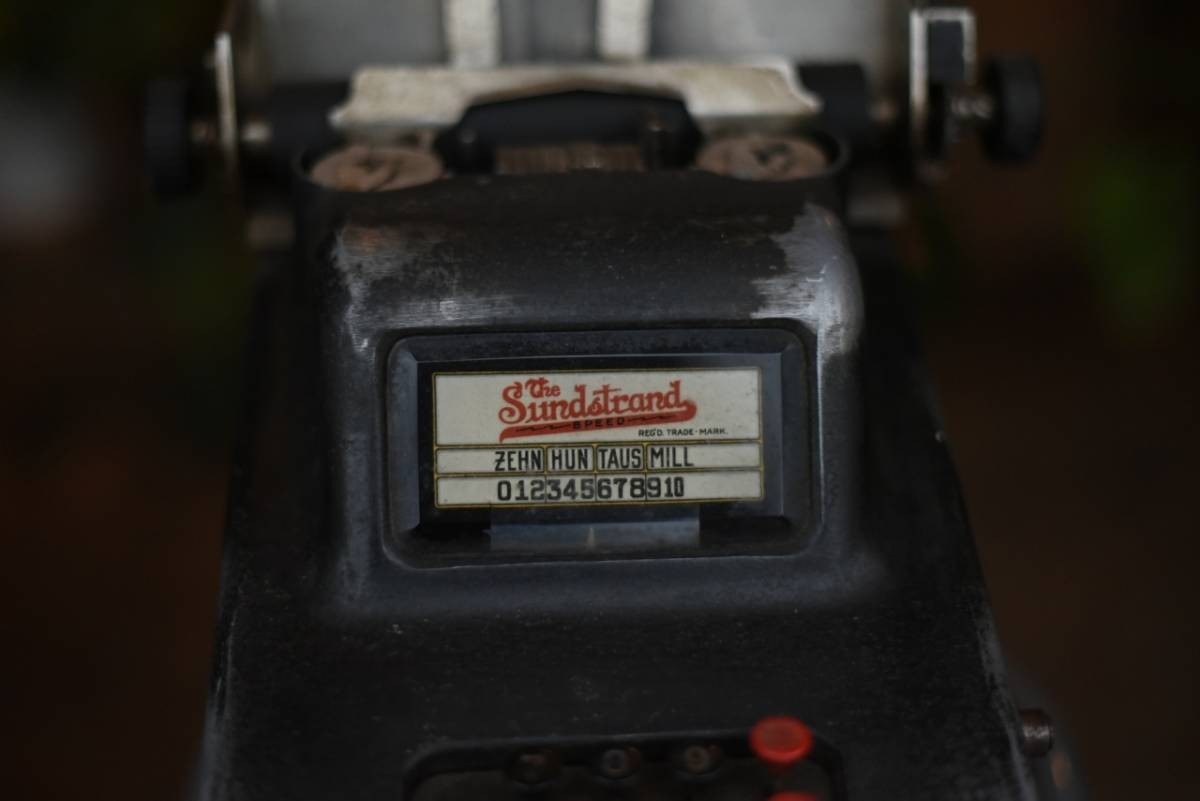 The
Sundstrand
SPEED
REG'D. TRADE-MARK.
ZEHN HUN TAUS MILL
012345678910